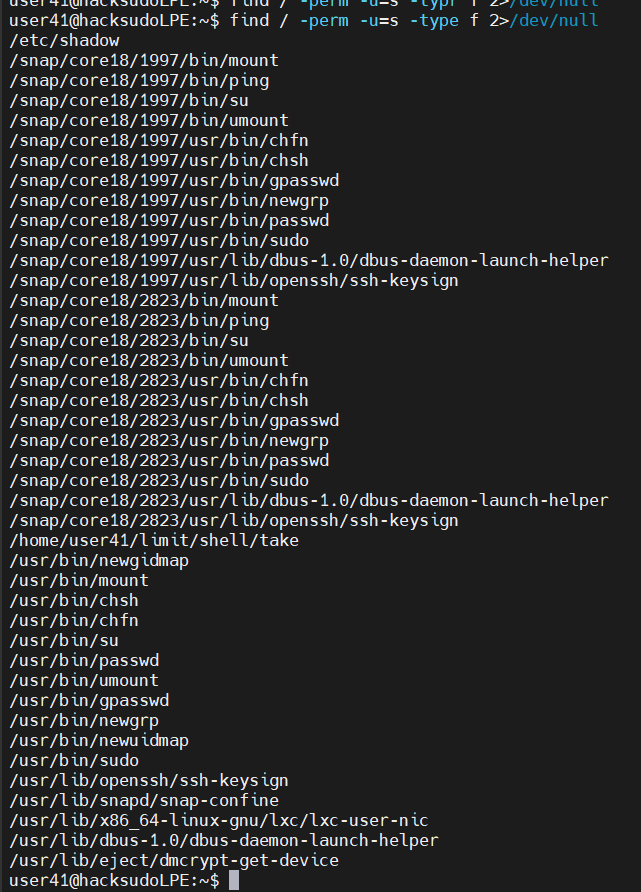 user41@hacksudoLPE:~$ find / -perm -u=s -typr f 2>/dev/null
user41@hacksudoLPE:~$ find / -perm -u=s -type f 2>/dev/null
/etc/shadow
/snap/core18/1997/bin/mount
/snap/core18/1997/bin/ping
/snap/core18/1997/bin/su
/snap/core18/1997/bin/umount
/snap/core18/1997/usr/bin/chfn
/snap/core18/1997/usr/bin/chsh
/snap/core18/1997/usr/bin/gpasswd
/snap/core18/1997/usr/bin/newgrp
/snap/core18/1997/usr/bin/passwd
/snap/core18/1997/usr/bin/sudo
/snap/core18/1997/usr/lib/dbus-1.0/dbus-daemon-launch-helper
/snap/core18/1997/usr/lib/openssh/ssh-keysign
/snap/core18/2823/bin/mount
/snap/core18/2823/bin/ping
/snap/core18/2823/bin/su
/snap/core18/2823/bin/umount
/snap/core18/2823/usr/bin/chfn
/snap/core18/2823/usr/bin/chsh
/snap/core18/2823/usr/bin/gpasswd
/snap/core18/2823/usr/bin/newgrp
/snap/core18/2823/usr/bin/passwd
/snap/core18/2823/usr/bin/sudo
/snap/core18/2823/usr/lib/dbus-1.0/dbus-daemon-launch-helper
/snap/core18/2823/usr/lib/openssh/ssh-keysign
/home/user41/limit/shell/take
/usr/bin/newgidmap
/usr/bin/mount
/usr/bin/chsh
/usr/bin/chfn
/usr/bin/su
/usr/bin/passwd
/usr/bin/umount
/usr/bin/gpasswd
/usr/bin/newgrp
/usr/bin/newuidmap
/usr/bin/sudo
/usr/lib/openssh/ssh-keysign
/usr/lib/snapd/snap-confine
/usr/lib/x86_64-linux-gnu/lxc/lxc-user-nic
/usr/lib/dbus-1.0/dbus-daemon-launch-helper
/usr/lib/eject/dmcrypt-get-device
user41@hacksudoLPE:~$